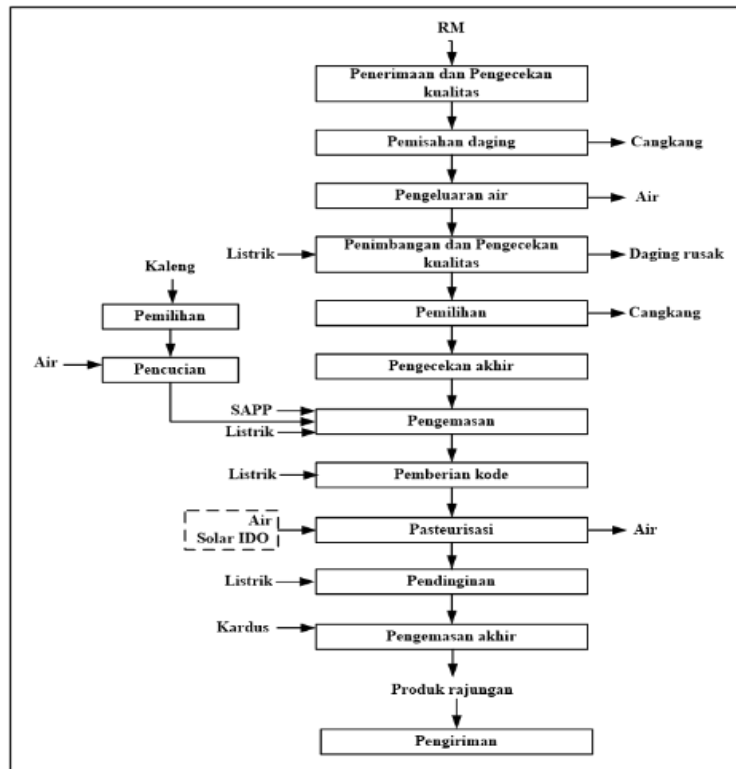 RM
Penerimaan dan Pengecekan
kualitas
Pemisahan daging
Cangkang
Pengeluaran air
Air
Listrik
Penimbangan dan Pengecekan
kualitas
Daging rusak
Kaleng
Pemilihan
Pemilihan
Cangkang
Air
Pencucian
Pengecekan akhir
SAPP
Listrik
Pengemasan
Listrik
Pemberian kode
Air
Solar IDO
Pasteurisasi
Air
Listrik
Pendinginan
Kardus
Pengemasan akhir
Produk rajungan
Pengiriman